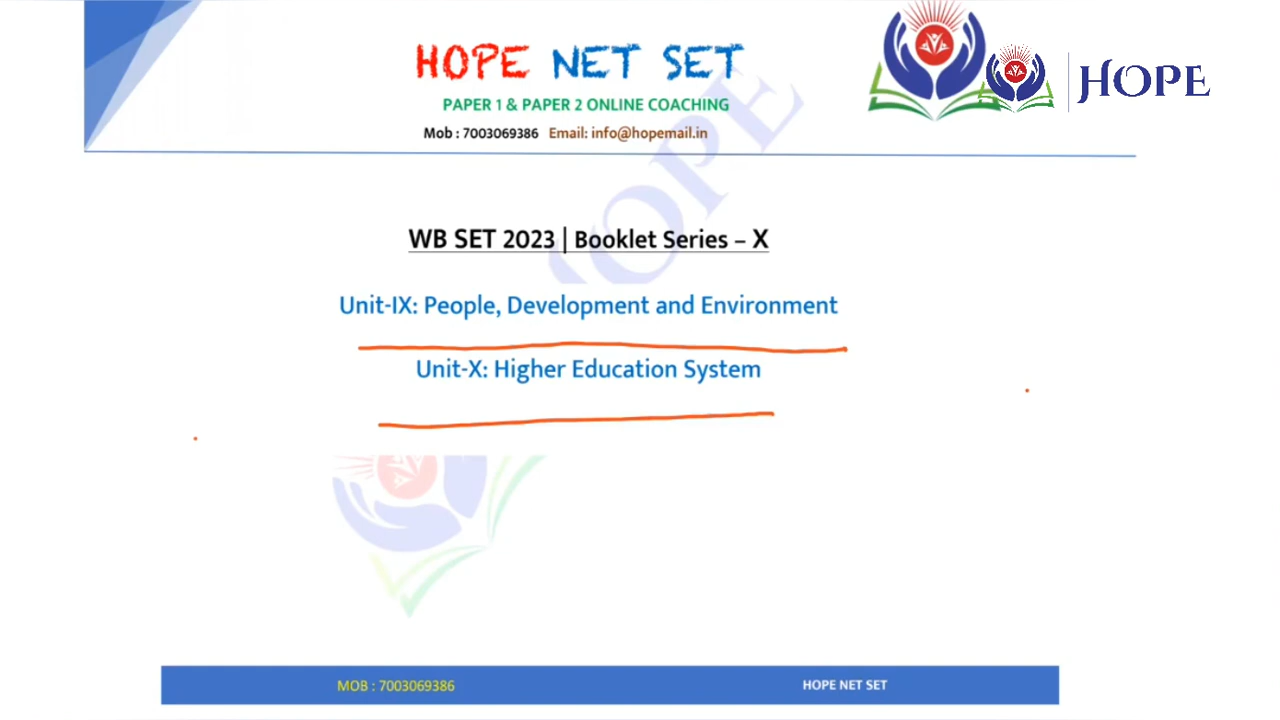 HOPE NET SET
HOPE
PAPER 1 & PAPER 2 ONLINE COACHING
Mob : 7003069386 Email: info@hopemail.in
HOPE
WB SET 2023 | Booklet Series – X
Unit-IX: People, Development and Environment
Unit-X: Higher Education System
MOB : 7003069386
HOPE NET SET